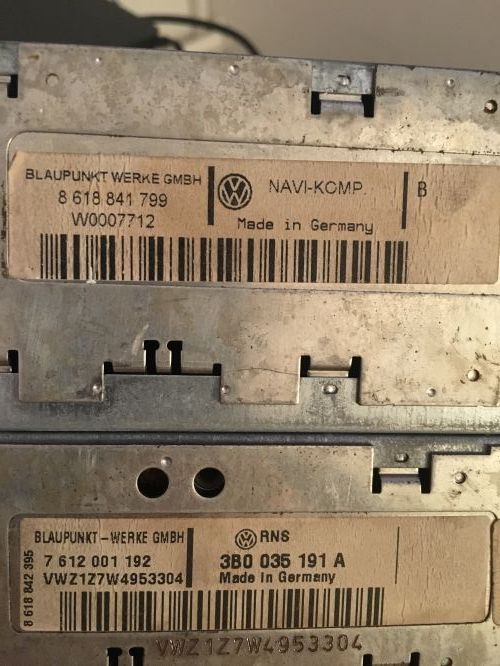 BLAUPUNKT WERKE GMBH
8 618 841 799
W0007712
NAVI-KOMP.
Made in Germany
B
8 618 842 395
BLAUPUNKT-WERKE GMBH
7 612 001 192
VWZ1Z7W4953304
RNS
3B0 035 191 A
Made in Germany
VWZ1Z7W4953304